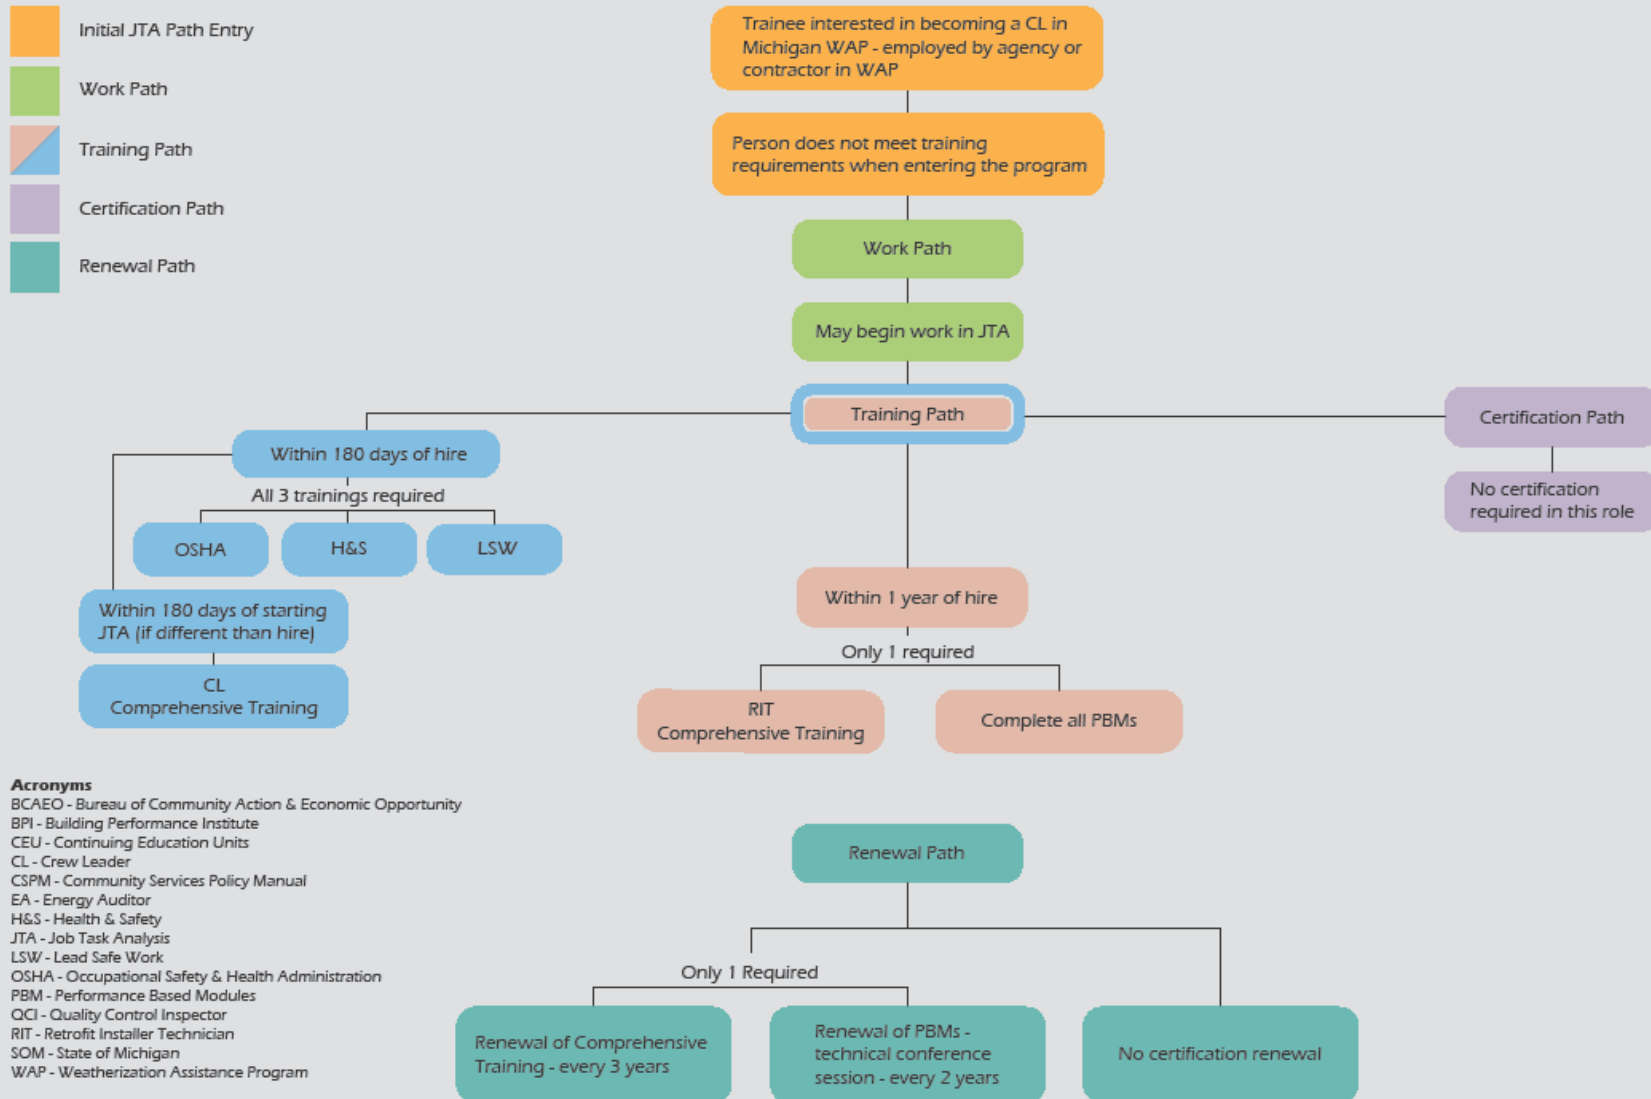 Initial JTA Path Entry
Work Path
Training Path
Certification Path
Renewal Path
Trainee interested in becoming a CL in
Michigan WAP - employed by agency or
contractor in WAP
Person does not meet training
requirements when entering the program
Work Path
May begin work in JTA
Training Path
Certification Path
No certification
required in this role
Within 180 days of hire
All 3 trainings required
OSHA
H&S
LSW
Within 180 days of starting
JTA (if different than hire)
CL
Comprehensive Training
Within 1 year of hire
Only 1 required
RIT
Comprehensive Training
Complete all PBMs
Acronyms
BCAEO - Bureau of Community Action & Economic Opportunity
BPI - Building Performance Institute
CEU - Continuing Education Units
CL - Crew Leader
CSPM - Community Services Policy Manual
EA - Energy Auditor
H&S - Health & Safety
JTA - Job Task Analysis
LSW - Lead Safe Work
OSHA - Occupational Safety & Health Administration
PBM - Performance Based Modules
QCI - Quality Control Inspector
RIT - Retrofit Installer Technician
SOM - State of Michigan
WAP - Weatherization Assistance Program
Renewal Path
Only 1 Required
Renewal of Comprehensive
Training - every 3 years
Renewal of PBMs -
technical conference
session - every 2 years
No certification renewal